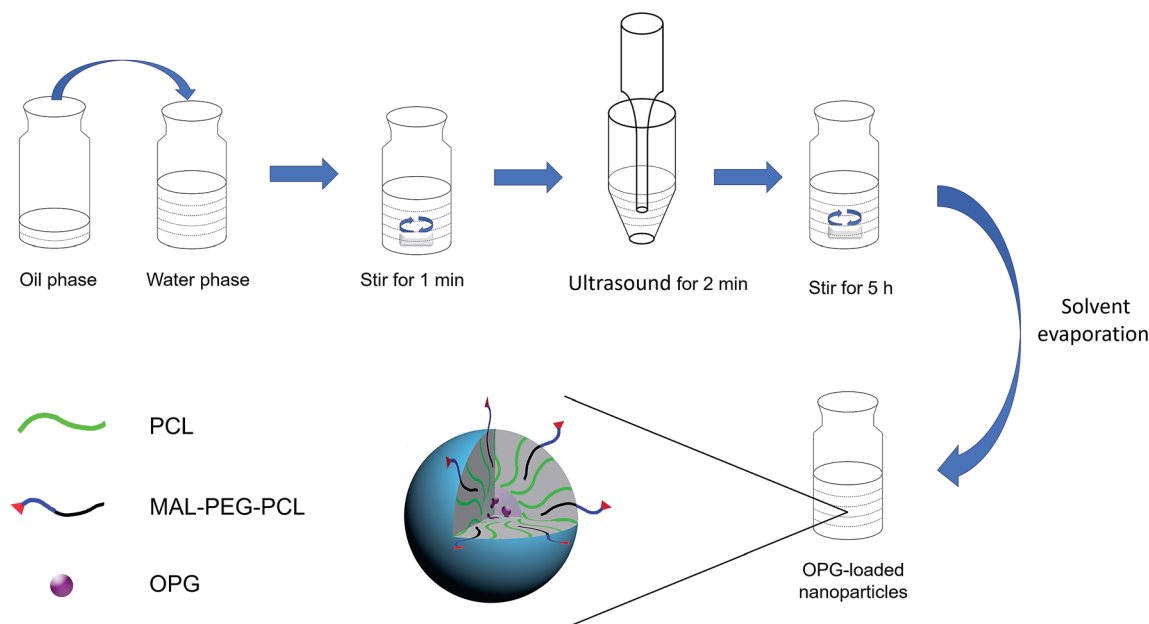 Oil phase
Water phase
Stir for 1 min
Ultrasound for 2 min
Stir for 5 h
Solvent
evaporation
PCL
MAL-PEG-PCL
OPG
OPG-loaded
nanoparticles